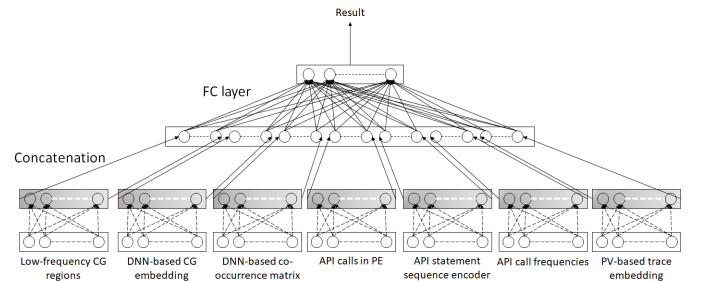 Result
FC layer
Concatenation
Low-frequency CG
regions
DNN-based CG
embedding
DNN-based co-
occurrence matrix
API calls in PE
API statement
sequence encoder
API call frequencies
PV-based trace
embedding